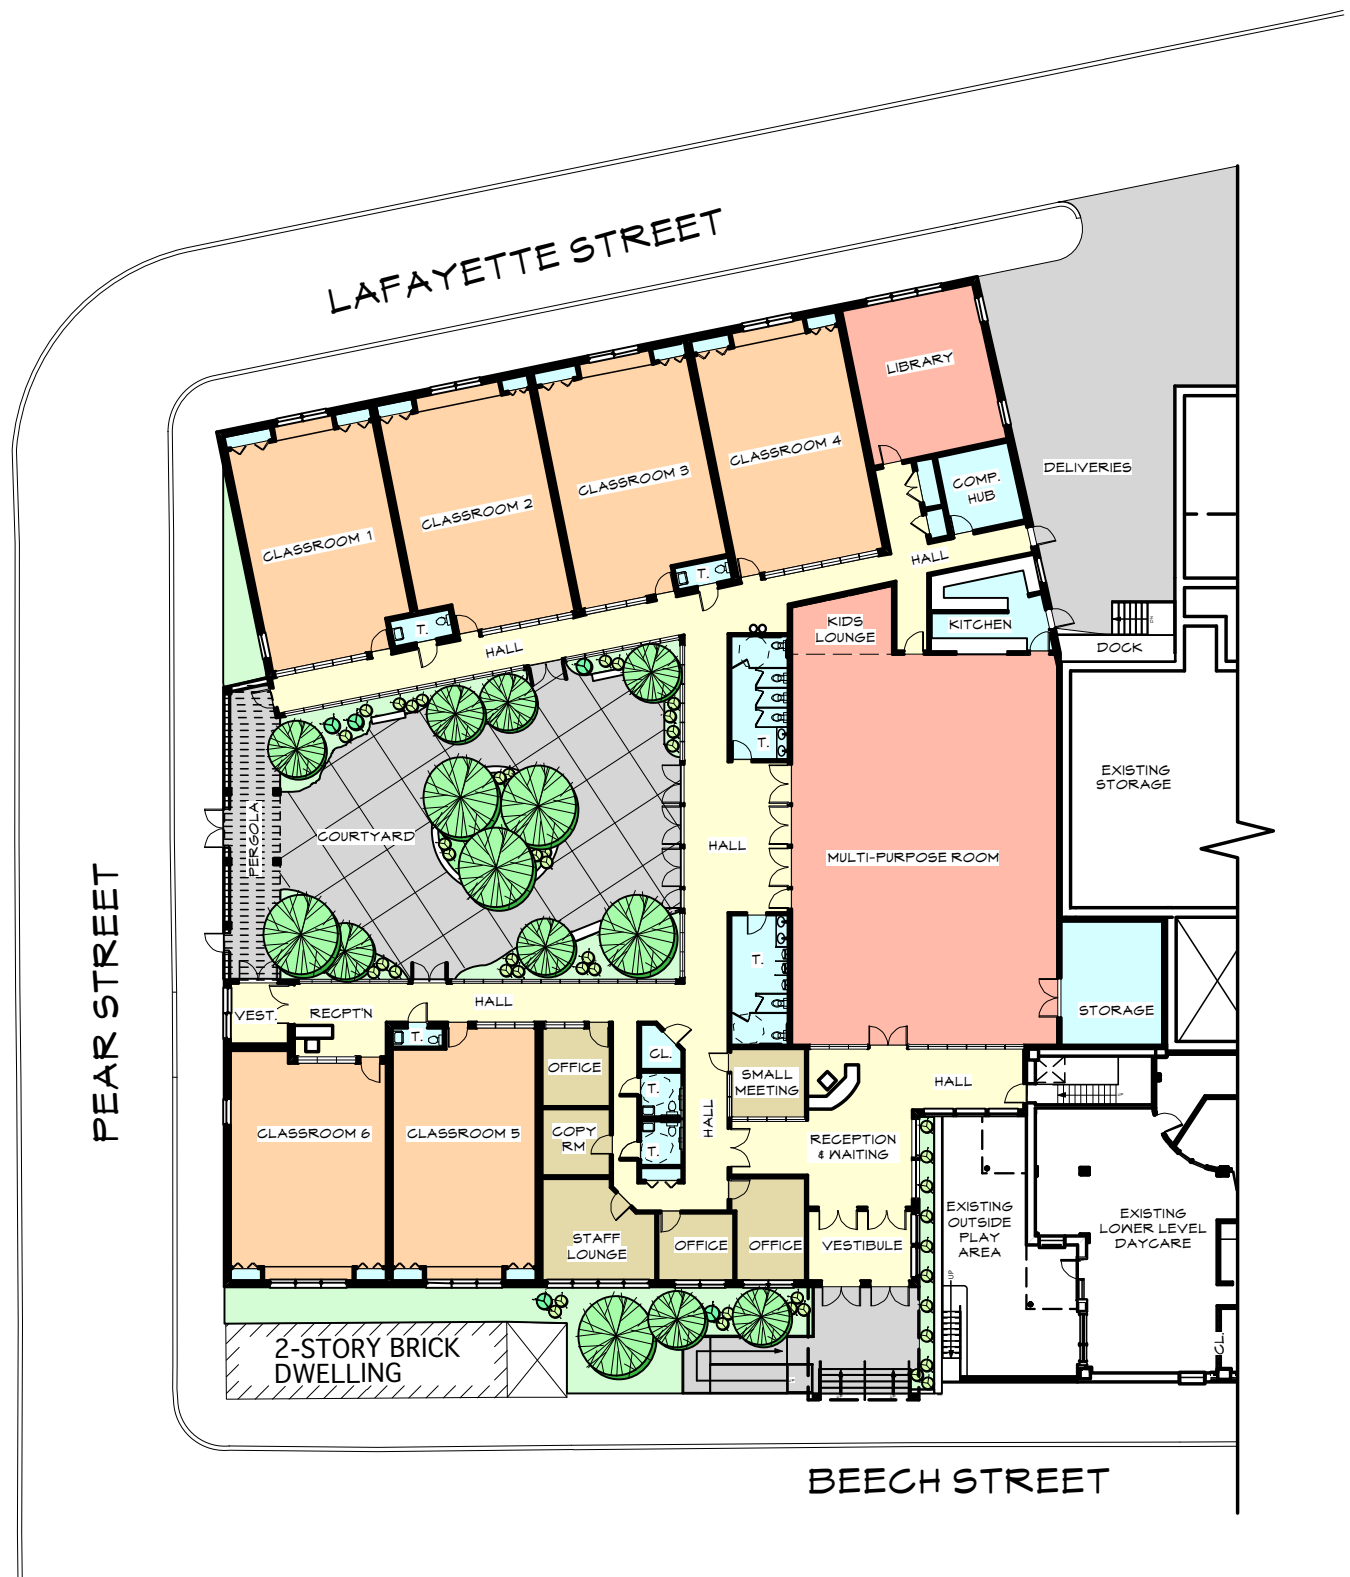 LAFAYETTE STREET
LIBRARY
CLASSROOM 4
CLASSROOM 3
CLASSROOM 2
CLASSROOM 1
COMP.
HUB
DELIVERIES
HALL
T.
T.
HALL
KIDS
LOUNGE
KITCHEN
DN
DOCK
T.
EXISTING
STORAGE
PERGOLA
COURTYARD
HALL
MULTI-PURPOSE ROOM
PEAR STREET
T.
VEST.
RECPT'N
HALL
STORAGE
T.
CL.
OFFICE
T.
SMALL
MEETING
HALL
UP
CLASSROOM 6
CLASSROOM 5
COPY
RM
T.
HALL
RECEPTION
& WAITING
EXISTING
OUTSIDE
PLAY
AREA
EXISTING
LOWER LEVEL
DAYCARE
STAFF
LOUNGE
OFFICE
OFFICE
VESTIBULE
UP
CL.
2-STORY BRICK
DWELLING
BEECH STREET